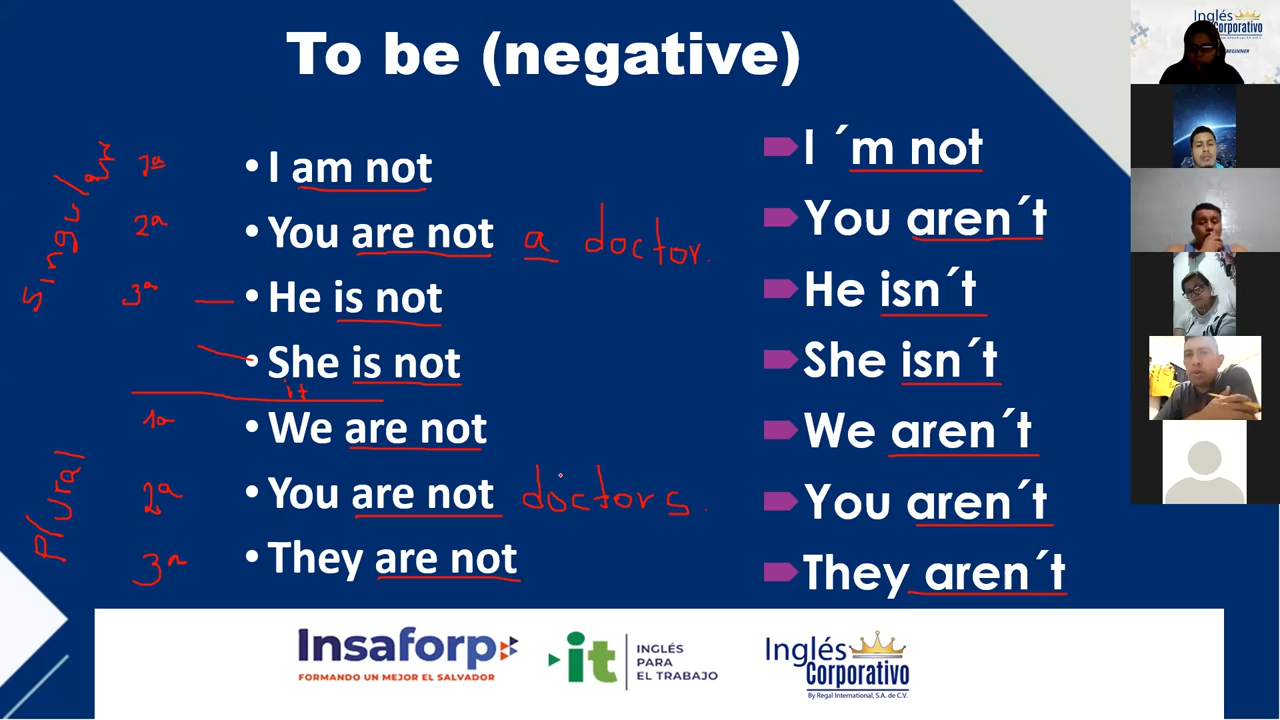 To be (negative)
Singular
1a
• I am not
2a
• You are not a doctor.
3a
• He is not
• She is not
it
Plural
1a
• We are not
2a
• You are not doctors.
3a
• They are not
I ´m not
You aren´t
He isn´t
She isn´t
We aren´t
You aren´t
They aren´t
Insaforp
FORMANDO UN MEJOR EL SALVADOR
it
INGLÉS
PARA
EL TRABAJO
Inglés
Corporativo
By Regal International, S.A. de C.V.
Inglés
Corporativo
BEGINNER